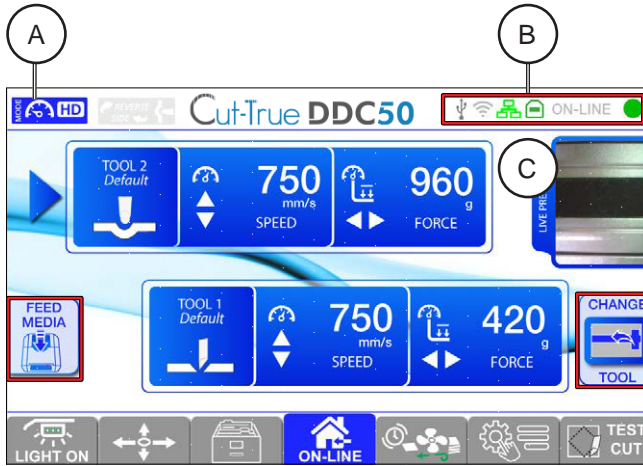 A
B
MODE HD REVERSE SIDE Cut-True DDC50 ON-LINE
C
LIVE PRE
TOOL 2
Default
750
mm/s
SPEED
960
g
FORCE
FEED
MEDIA
TOOL 1
Default
750
mm/s
SPEED
420
g
FORCE
CHANGE
TOOL
LIGHT ON
ON-LINE
TEST
CUT